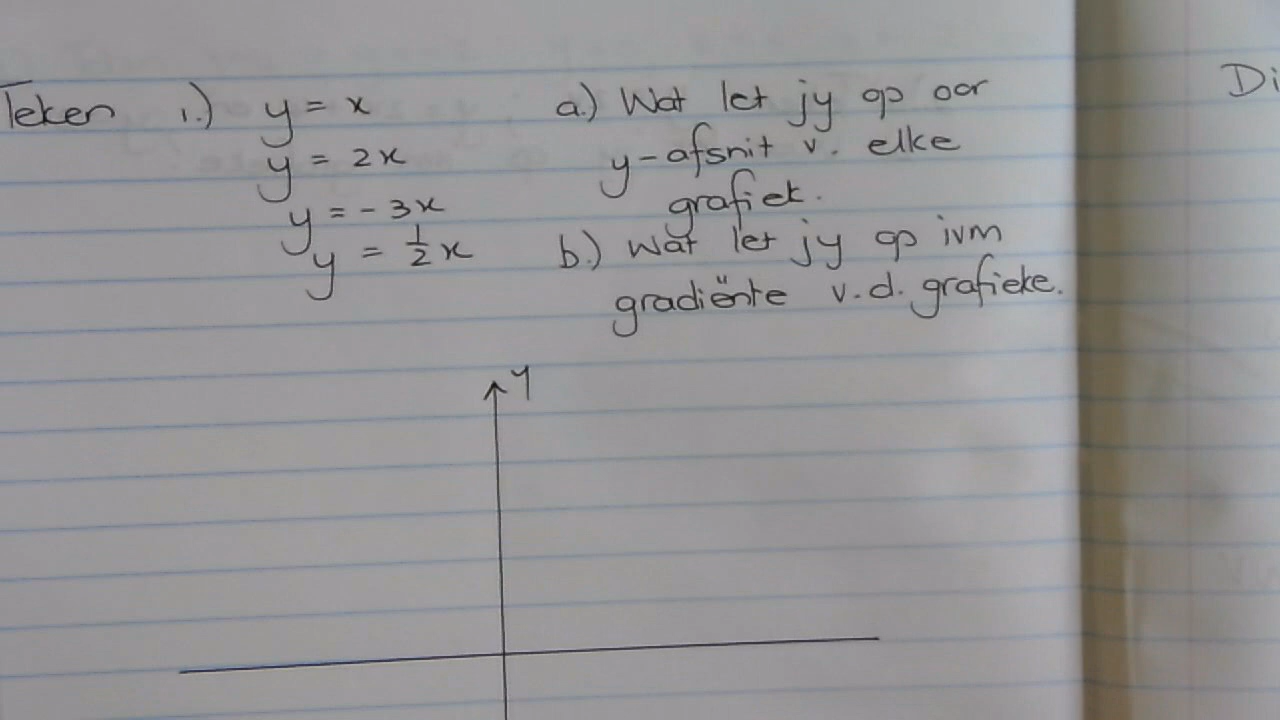 Teken 1.) y = x a.) Wat let jy op oor
y = 2x y-afsnit v. elke
y = -3x grafiek.
y = 1/2 x b.) Wat let jy op ivm
gradiënte v.d. grafieke.
Y